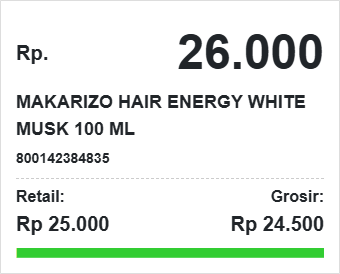 Rp. 26.000
MAKARIZO HAIR ENERGY WHITE
MUSK 100 ML
800142384835
Retail: Grosir:
Rp 25.000 Rp 24.500